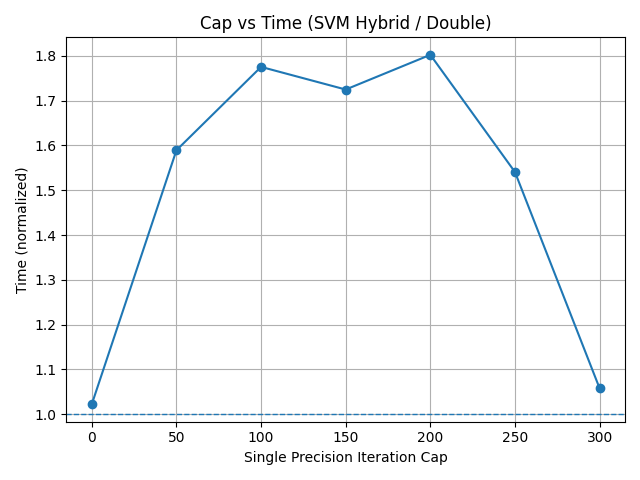 Cap vs Time (SVM Hybrid / Double)
Time (normalized)
1.8
1.7
1.6
1.5
1.4
1.3
1.2
1.1
1.0
0 50 100 150 200 250 300
Single Precision Iteration Cap